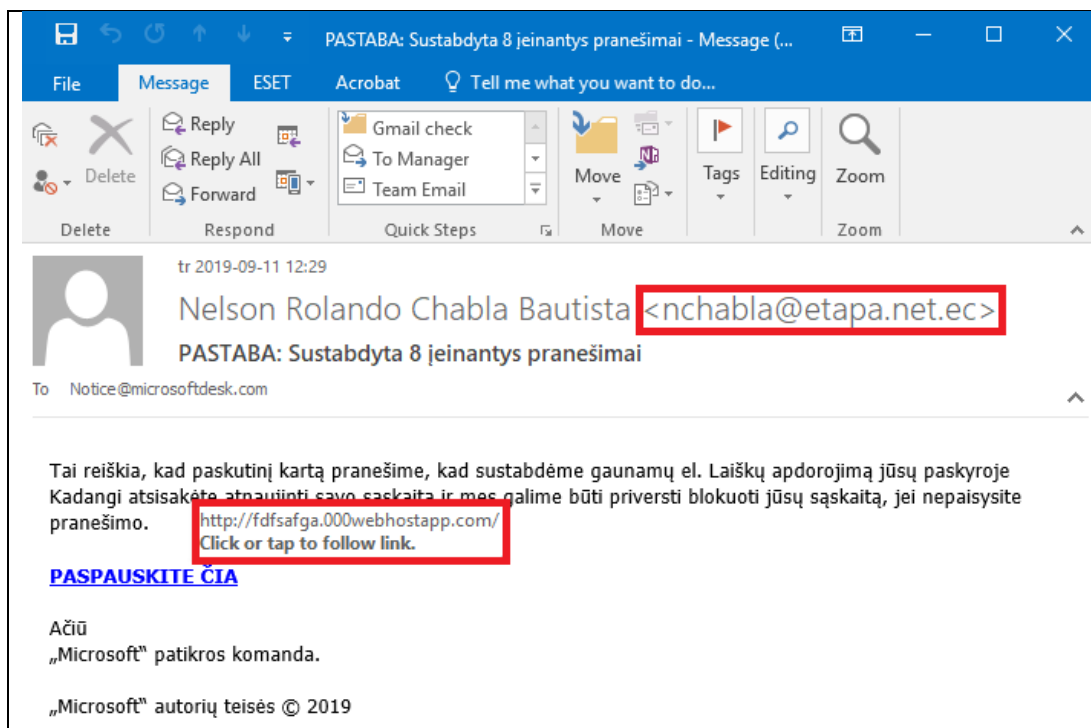 PASTABA: Sustabdyta 8 įeinantys pranešimai - Message (...
File Message ESET Acrobat Tell me what you want to do...
Delete
Reply
Reply All
Forward
Gmail check
To Manager
Team Email
Move
Tags
Editing
Zoom
Delete Respond Quick Steps Move Zoom
tr 2019-09-11 12:29
Nelson Rolando Chabla Bautista <nchabla@etapa.net.ec>
PASTABA: Sustabdyta 8 įeinantys pranešimai
To Notice@microsoftdesk.com
Tai reiškia, kad paskutinį kartą pranešime, kad sustabdėme gaunamų el. Laiškų apdorojimą jūsų paskyroje
Kadangi atsisakėte atnaujinti savo sąskaitą ir mes galime būti priversti blokuoti jūsų sąskaitą, jei nepaisysite
pranešimo.
http://fdfsafga.000webhostapp.com/
Click or tap to follow link.
PASPAUSKITE ČIA
Ačiū
„Microsoft“ patikros komanda.
„Microsoft“ autorių teisės © 2019